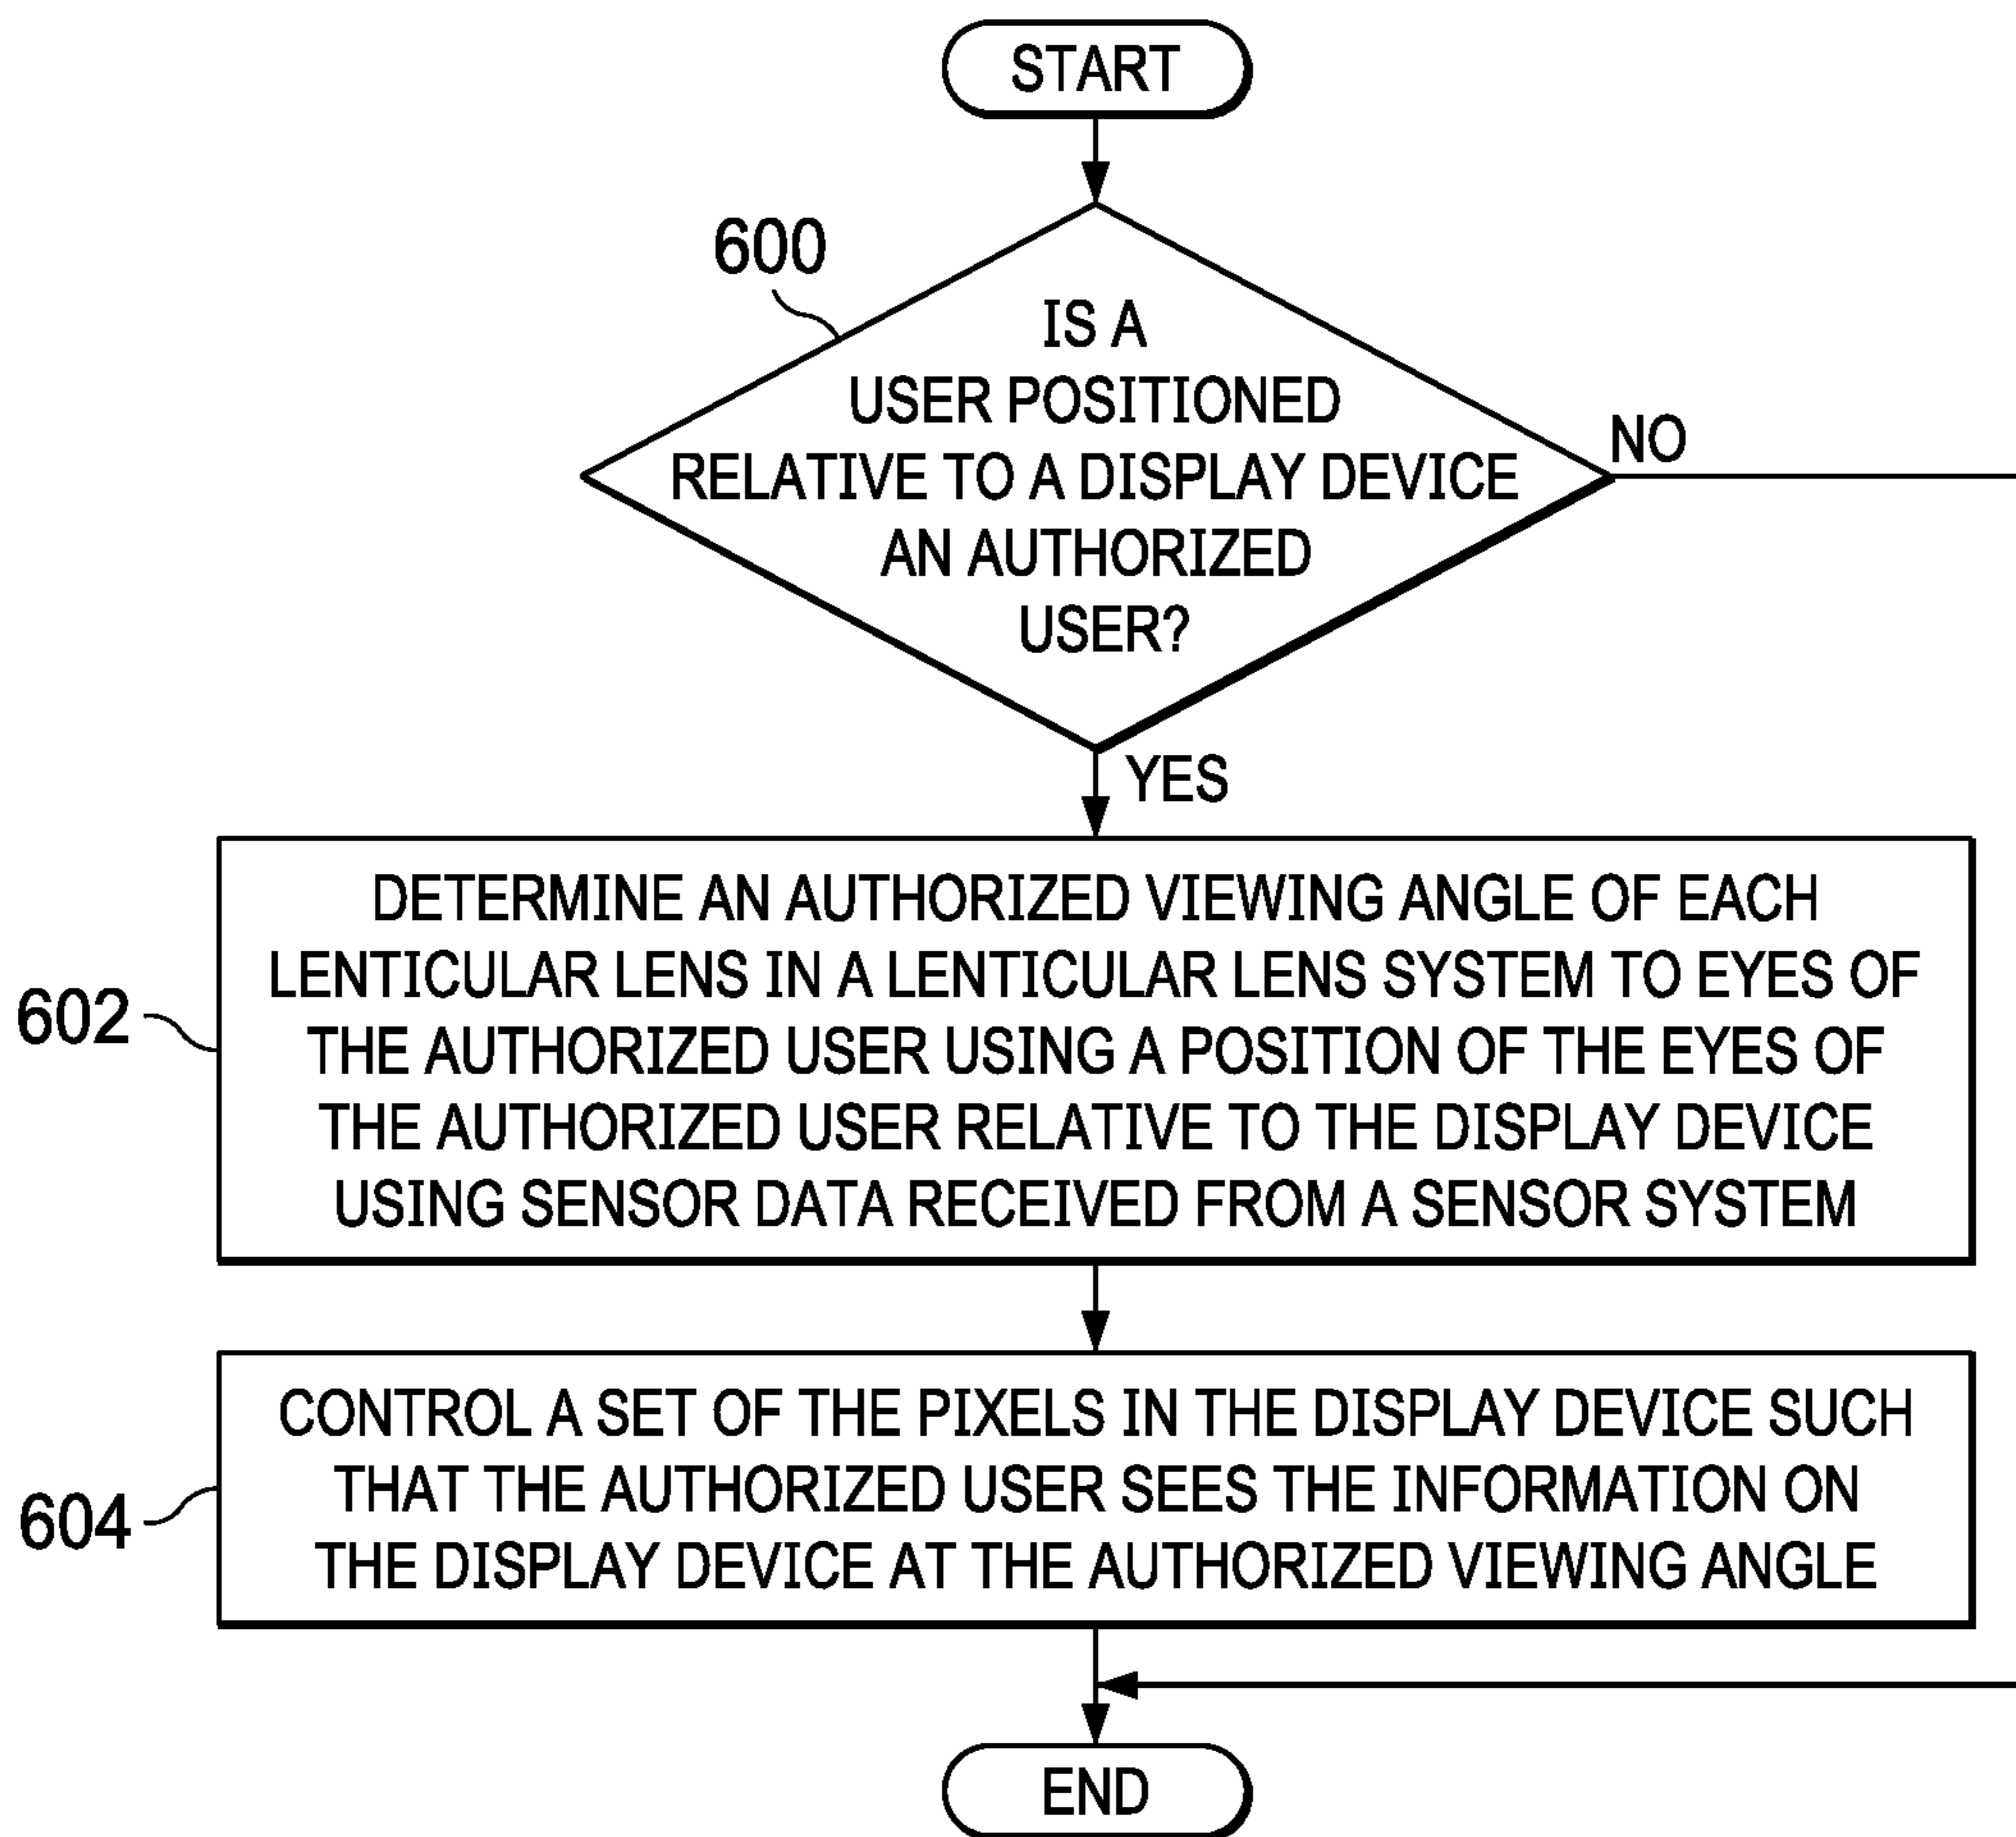 START
600
IS A
USER POSITIONED
RELATIVE TO A DISPLAY DEVICE
AN AUTHORIZED
USER?
NO
YES
602
DETERMINE AN AUTHORIZED VIEWING ANGLE OF EACH
LENTICULAR LENS IN A LENTICULAR LENS SYSTEM TO EYES OF
THE AUTHORIZED USER USING A POSITION OF THE EYES OF
THE AUTHORIZED USER RELATIVE TO THE DISPLAY DEVICE
USING SENSOR DATA RECEIVED FROM A SENSOR SYSTEM
604
CONTROL A SET OF THE PIXELS IN THE DISPLAY DEVICE SUCH
THAT THE AUTHORIZED USER SEES THE INFORMATION ON
THE DISPLAY DEVICE AT THE AUTHORIZED VIEWING ANGLE
END